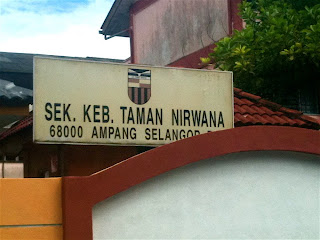 SEK. KEB. TAMAN NIRWANA
68000 AMPANG SELANGOR